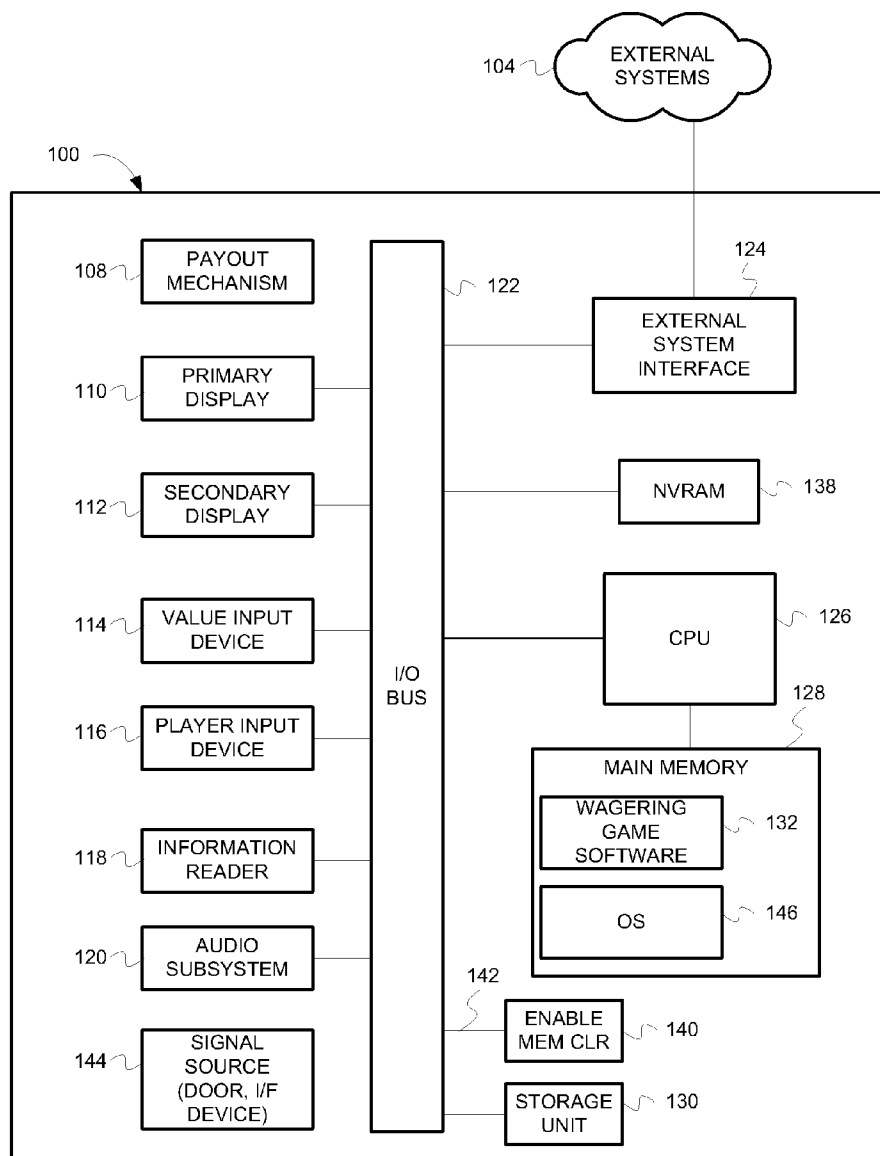 EXTERNAL
SYSTEMS
104
100
PAYOUT
MECHANISM
108
122
124
EXTERNAL
SYSTEM
INTERFACE
PRIMARY
DISPLAY
110
SECONDARY
DISPLAY
112
NVRAM
138
VALUE INPUT
DEVICE
114
CPU
126
I/O
BUS
PLAYER INPUT
DEVICE
116
128
MAIN MEMORY
WAGERING
GAME
SOFTWARE
132
INFORMATION
READER
118
OS
146
AUDIO
SUBSYSTEM
120
142
ENABLE
MEM CLR
140
SIGNAL
SOURCE
(DOOR, I/F
DEVICE)
144
STORAGE
UNIT
130